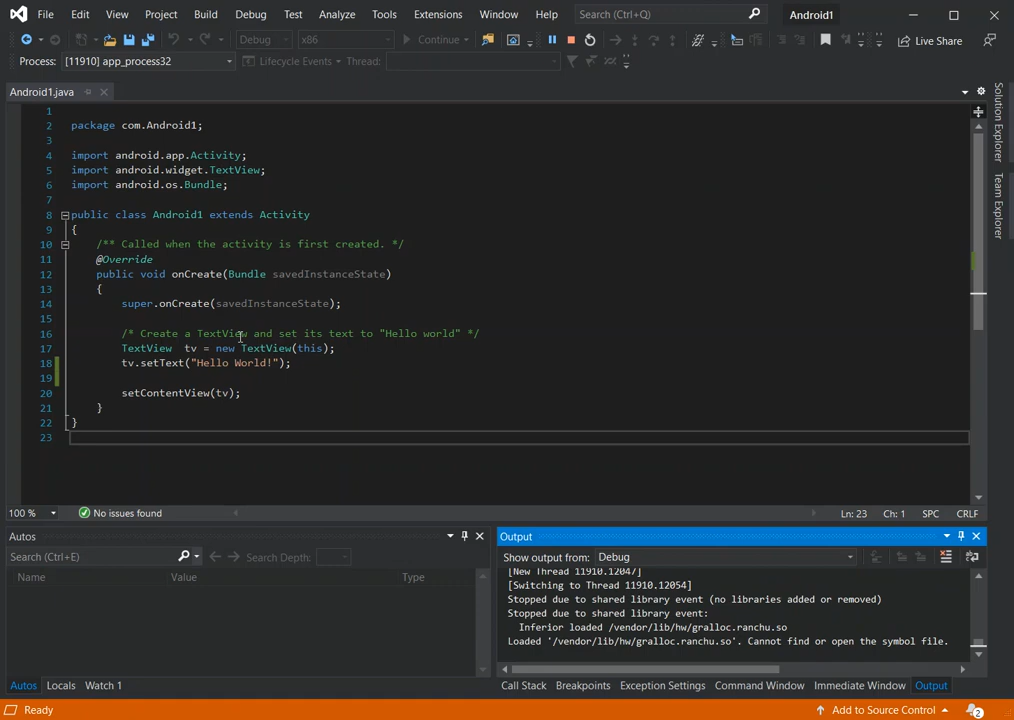 File Edit View Project Build Debug Test Analyze Tools Extensions Window Help Search (Ctrl+Q) Android1
Debug x86 Continue Live Share
Process: [11910] app_process32 Lifecycle Events Thread:
Android1.java
1
2 package com.Android1;
3
4 import android.app.Activity;
5 import android.widget.TextView;
6 import android.os.Bundle;
7
8 public class Android1 extends Activity
9 {
10 /** Called when the activity is first created. */
11 @Override
12 public void onCreate(Bundle savedInstanceState)
13 {
14 super.onCreate(savedInstanceState);
15
16 /* Create a TextView and set its text to "Hello world" */
17 TextView tv = new TextView(this);
18 tv.setText("Hello World!");
19
20 setContentView(tv);
21 }
22 }
23
Solution Explorer
Team Explorer
100 % No issues found Ln: 23 Ch: 1 SPC CRLF
Autos
Search (Ctrl+E) Search Depth:
Name Value Type
Autos Locals Watch 1
Output
Show output from: Debug
[New Thread 11910.12047]
[Switching to Thread 11910.12054]
Stopped due to shared library event (no libraries added or removed)
Stopped due to shared library event:
Inferior loaded /vendor/lib/hw/gralloc.ranchu.so
Loaded '/vendor/lib/hw/gralloc.ranchu.so'. Cannot find or open the symbol file.
Call Stack Breakpoints Exception Settings Command Window Immediate Window Output
Ready Add to Source Control 2